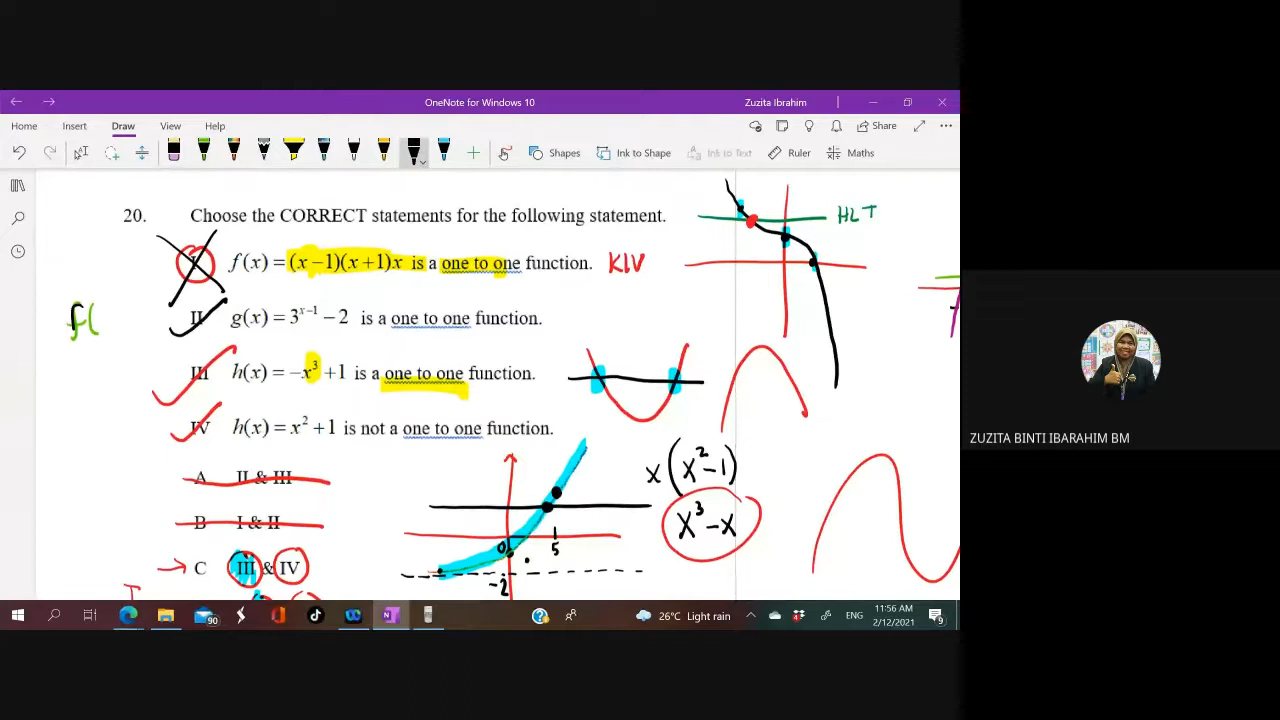 OneNote for Windows 10
Zuzita Ibrahim
Home Insert Draw View Help
Share
Shapes Ink to Shape Ink to Text Ruler Maths
20. Choose the CORRECT statements for the following statement.
HLT
I f(x) = (x−1)(x+1)x is a one to one function. KIV
f(
II g(x) = 3^{x−1} − 2 is a one to one function.
III h(x) = −x³ + 1 is a one to one function.
IV h(x) = x² + 1 is not a one to one function.
A II & III
x(x²−1)
B I & II
x³−x
0
1
5
C III & IV
−2
ZUZITA BINTI IBARAHIM BM
90
26°C Light rain
ENG
11:56 AM
2/12/2021
9